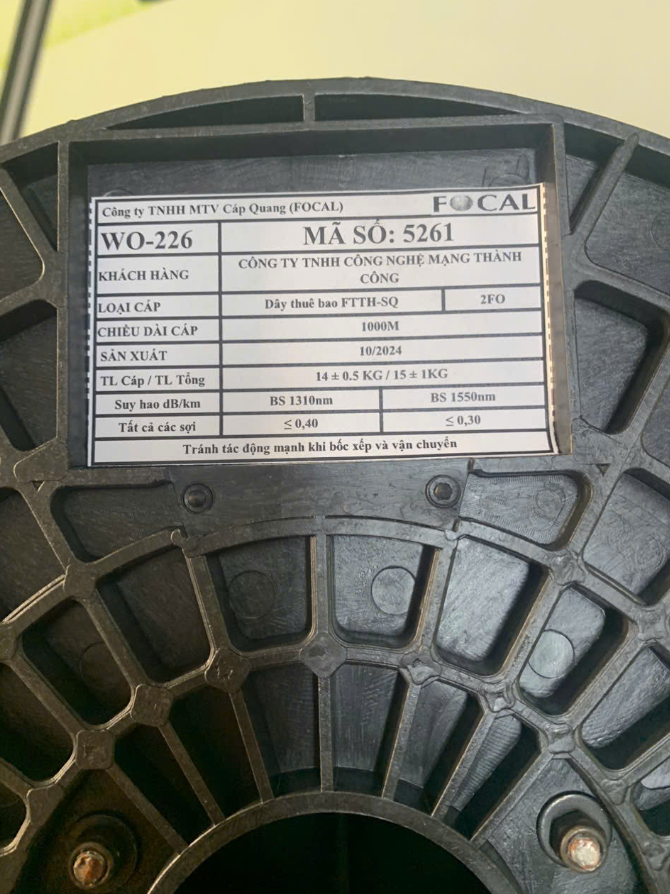 Công ty TNHH MTV Cáp Quang (FOCAL) FOCAL
WO-226 MÃ SỐ: 5261
KHÁCH HÀNG CÔNG TY TNHH CÔNG NGHỆ MẠNG THÀNH
CÔNG
LOẠI CÁP Dây thuê bao FTTH-SQ 2FO
CHIỀU DÀI CÁP 1000M
SẢN XUẤT 10/2024
TL Cáp / TL Tổng 14 ± 0.5 KG / 15 ± 1KG
Suy hao dB/km BS 1310nm BS 1550nm
Tất cả các sợi ≤ 0,40 ≤ 0,30
Tránh tác động mạnh khi bốc xếp và vận chuyển